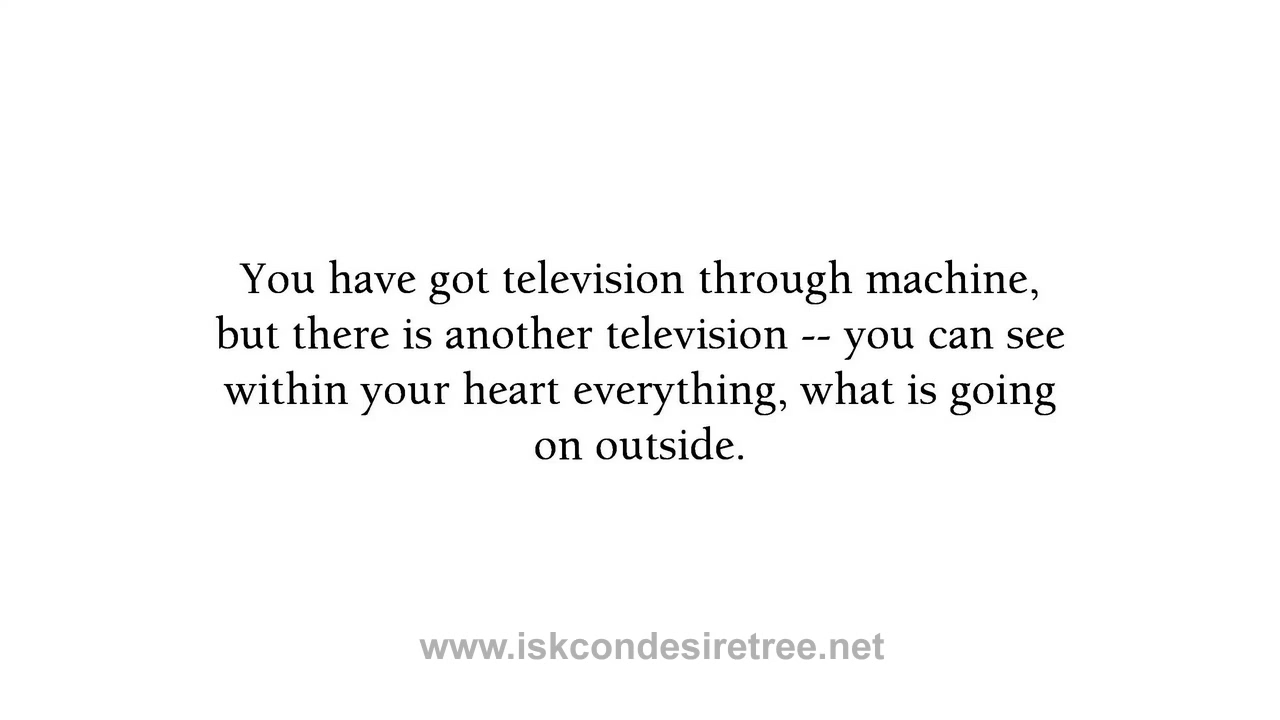 You have got television through machine,
but there is another television -- you can see
within your heart everything, what is going
on outside.
www.iskcondesiretree.net